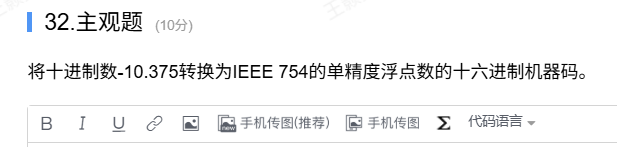 32.主观题 (10分)
将十进制数-10.375转换为IEEE 754的单精度浮点数的十六进制机器码。
B I U new 手机传图(推荐) 手机传图 Σ 代码语言